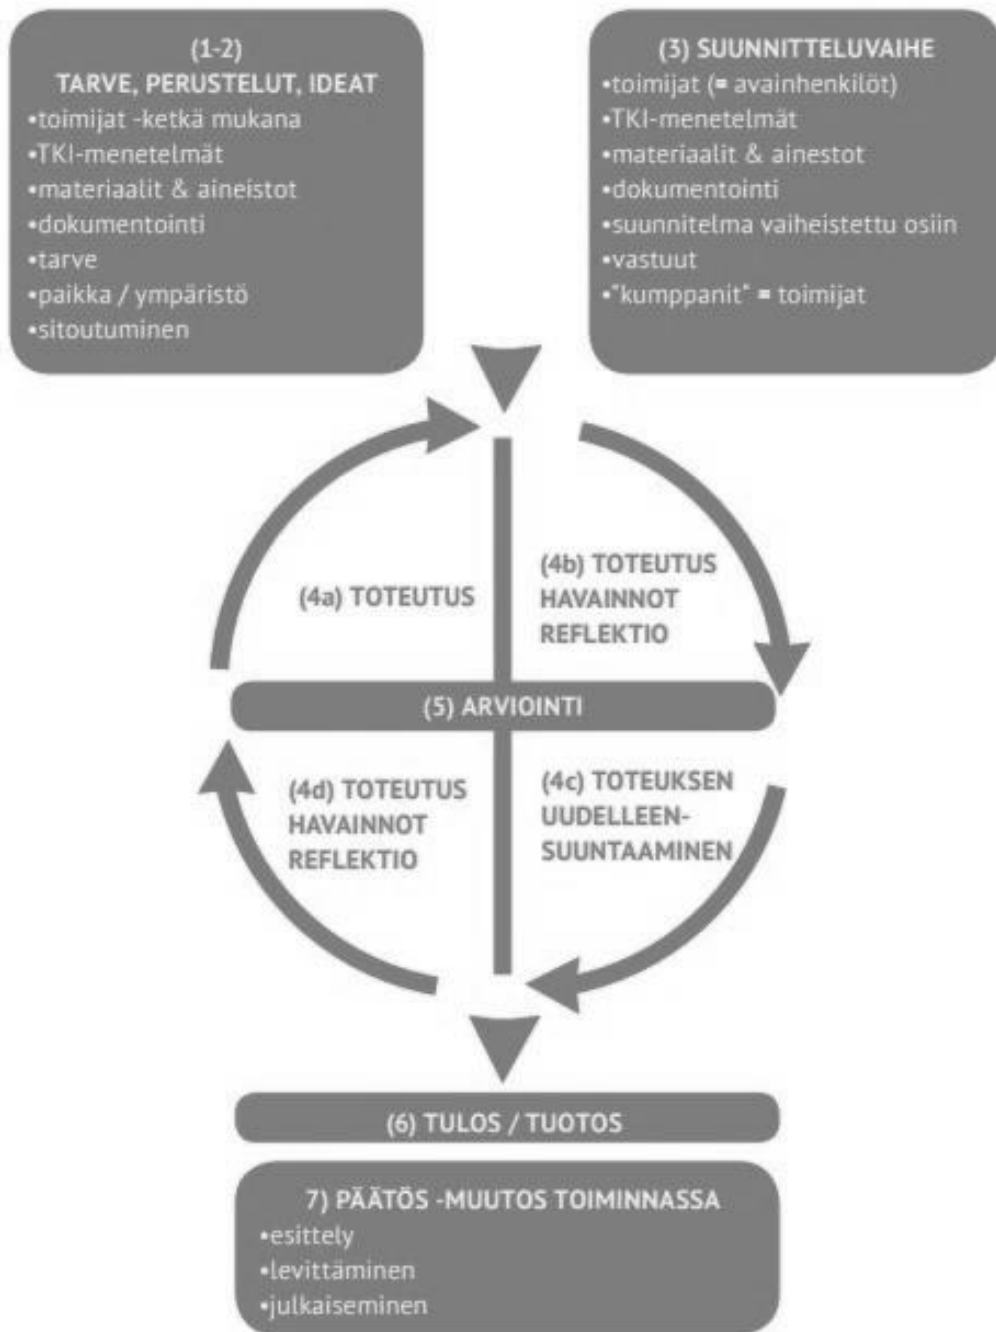 (1-2)
TARVE, PERUSTELUT, IDEAT
•toimijat -ketkä mukana
•TKI-menetelmät
•materiaalit & aineistot
•dokumentointi
•tarve
•paikka / ympäristö
•sitoutuminen
(3) SUUNNITTELUVAIHE
•toimijat (= avainhenkilöt)
•TKI-menetelmät
•materiaalit & ainestot
•dokumentointi
•suunnitelma vaiheistettu osiin
•vastuut
•"kumppanit" = toimijat
(4a) TOTEUTUS
(4b) TOTEUTUS
HAVAINNOT
REFLEKTIO
(5) ARVIOINTI
(4d) TOTEUTUS
HAVAINNOT
REFLEKTIO
(4c) TOTEUKSEN
UUDELLEEN-
SUUNTAAMINEN
(6) TULOS / TUOTOS
7) PÄÄTÖS -MUUTOS TOIMINNASSA
•esittely
•levittäminen
•julkaiseminen